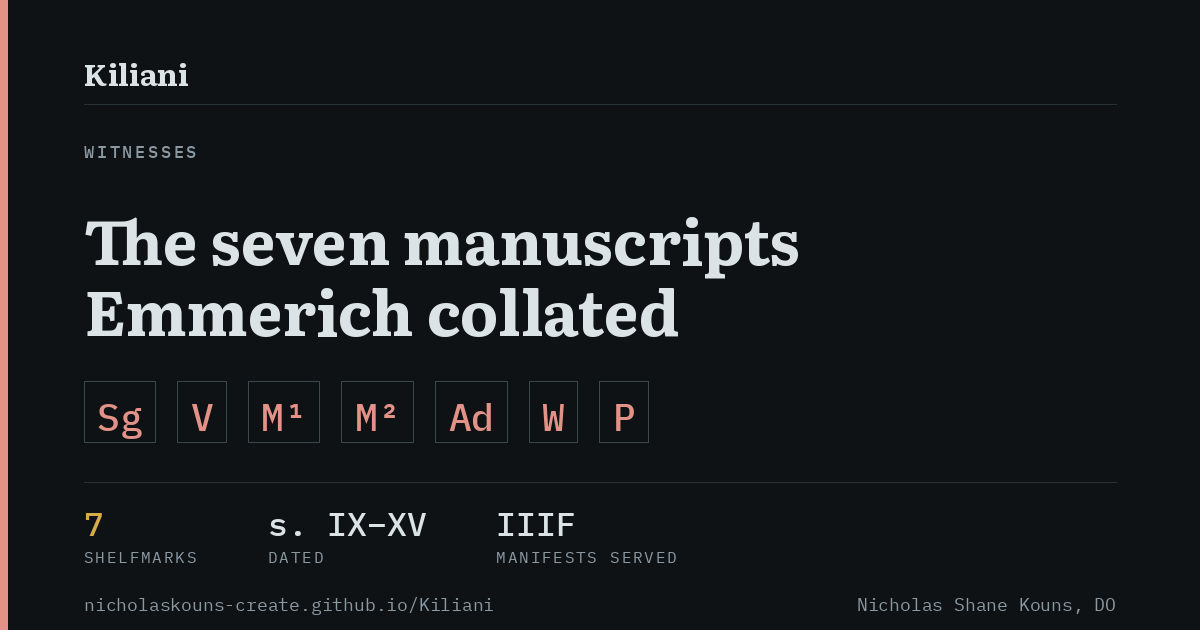 Kiliani
WITNESSES
The seven manuscripts
Emmerich collated
Sg V M¹ M² Ad W P
7 s. IX–XV IIIF
SHELFMARKS DATED MANIFESTS SERVED
nicholaskouns-create.github.io/Kiliani Nicholas Shane Kouns, DO